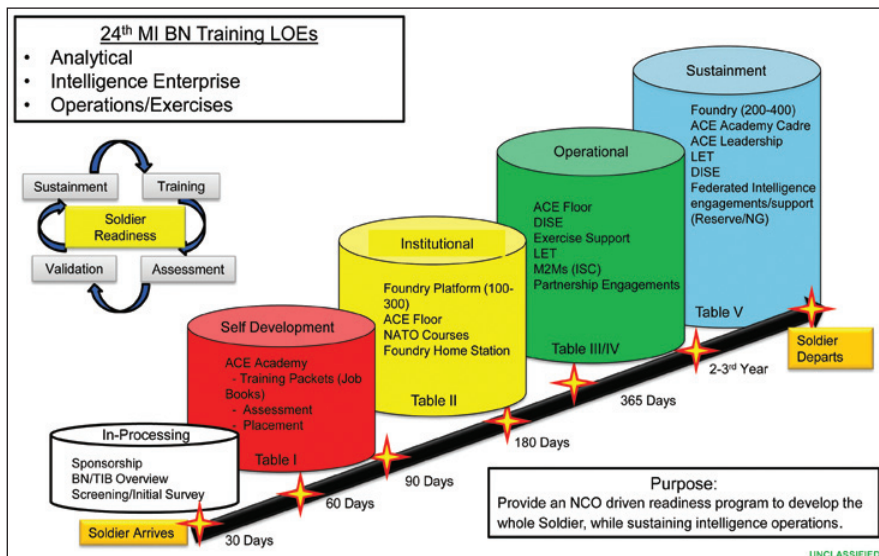 24th MI BN Training LOEs
• Analytical
• Intelligence Enterprise
• Operations/Exercises
Sustainment
Training
Soldier
Readiness
Validation
Assessment
In-Processing
Sponsorship
BN/TIB Overview
Screening/Initial Survey
Self Development
ACE Academy
- Training Packets (Job
Books)
- Assessment
- Placement
Table I
Institutional
Foundry Platform (100-
300)
ACE Floor
NATO Courses
Foundry Home Station
Table II
Operational
ACE Floor
DISE
Exercise Support
LET
M2Ms (ISC)
Partnership Engagements
Table III/IV
Sustainment
Foundry (200-400)
ACE Academy Cadre
ACE Leadership
LET
DISE
Federated Intelligence
engagements/support
(Reserve/NG)
Table V
Soldier Arrives
30 Days
60 Days
90 Days
180 Days
365 Days
2-3rd Year
Soldier
Departs
Purpose:
Provide an NCO driven readiness program to develop the
whole Soldier, while sustaining intelligence operations.
UNCLASSIFIED